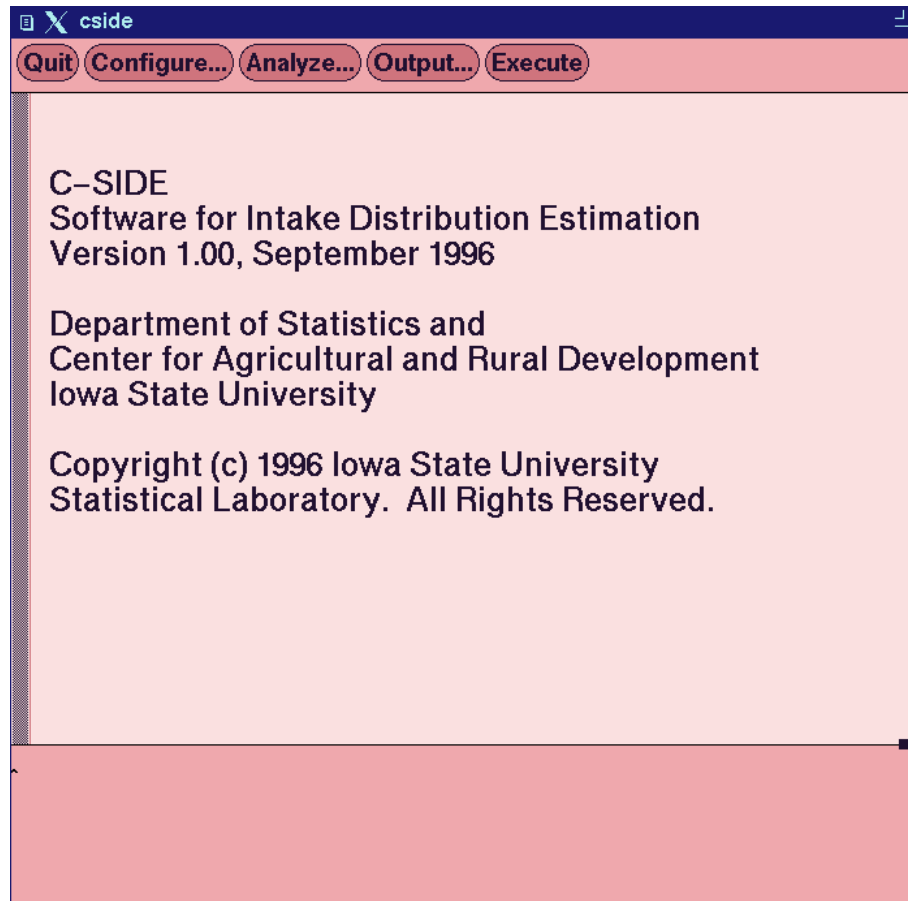 cside
Quit Configure... Analyze... Output... Execute
C-SIDE
Software for Intake Distribution Estimation
Version 1.00, September 1996
Department of Statistics and
Center for Agricultural and Rural Development
Iowa State University
Copyright (c) 1996 Iowa State University
Statistical Laboratory.  All Rights Reserved.